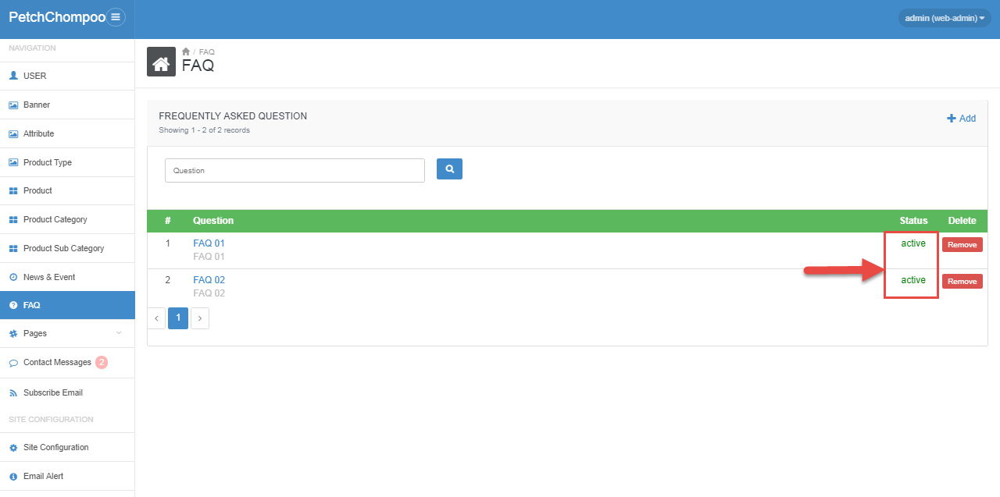 PetchChompoo
admin (web-admin)
NAVIGATION
USER
Banner
Attribute
Product Type
Product
Product Category
Product Sub Category
News & Event
FAQ
Pages
Contact Messages 2
Subscribe Email
SITE CONFIGURATION
Site Configuration
Email Alert
/ FAQ
FAQ
FREQUENTLY ASKED QUESTION
Showing 1 - 2 of 2 records
Add
Question
# Question Status Delete
1 FAQ 01 active Remove
FAQ 01
2 FAQ 02 active Remove
FAQ 02
‹ 1 ›